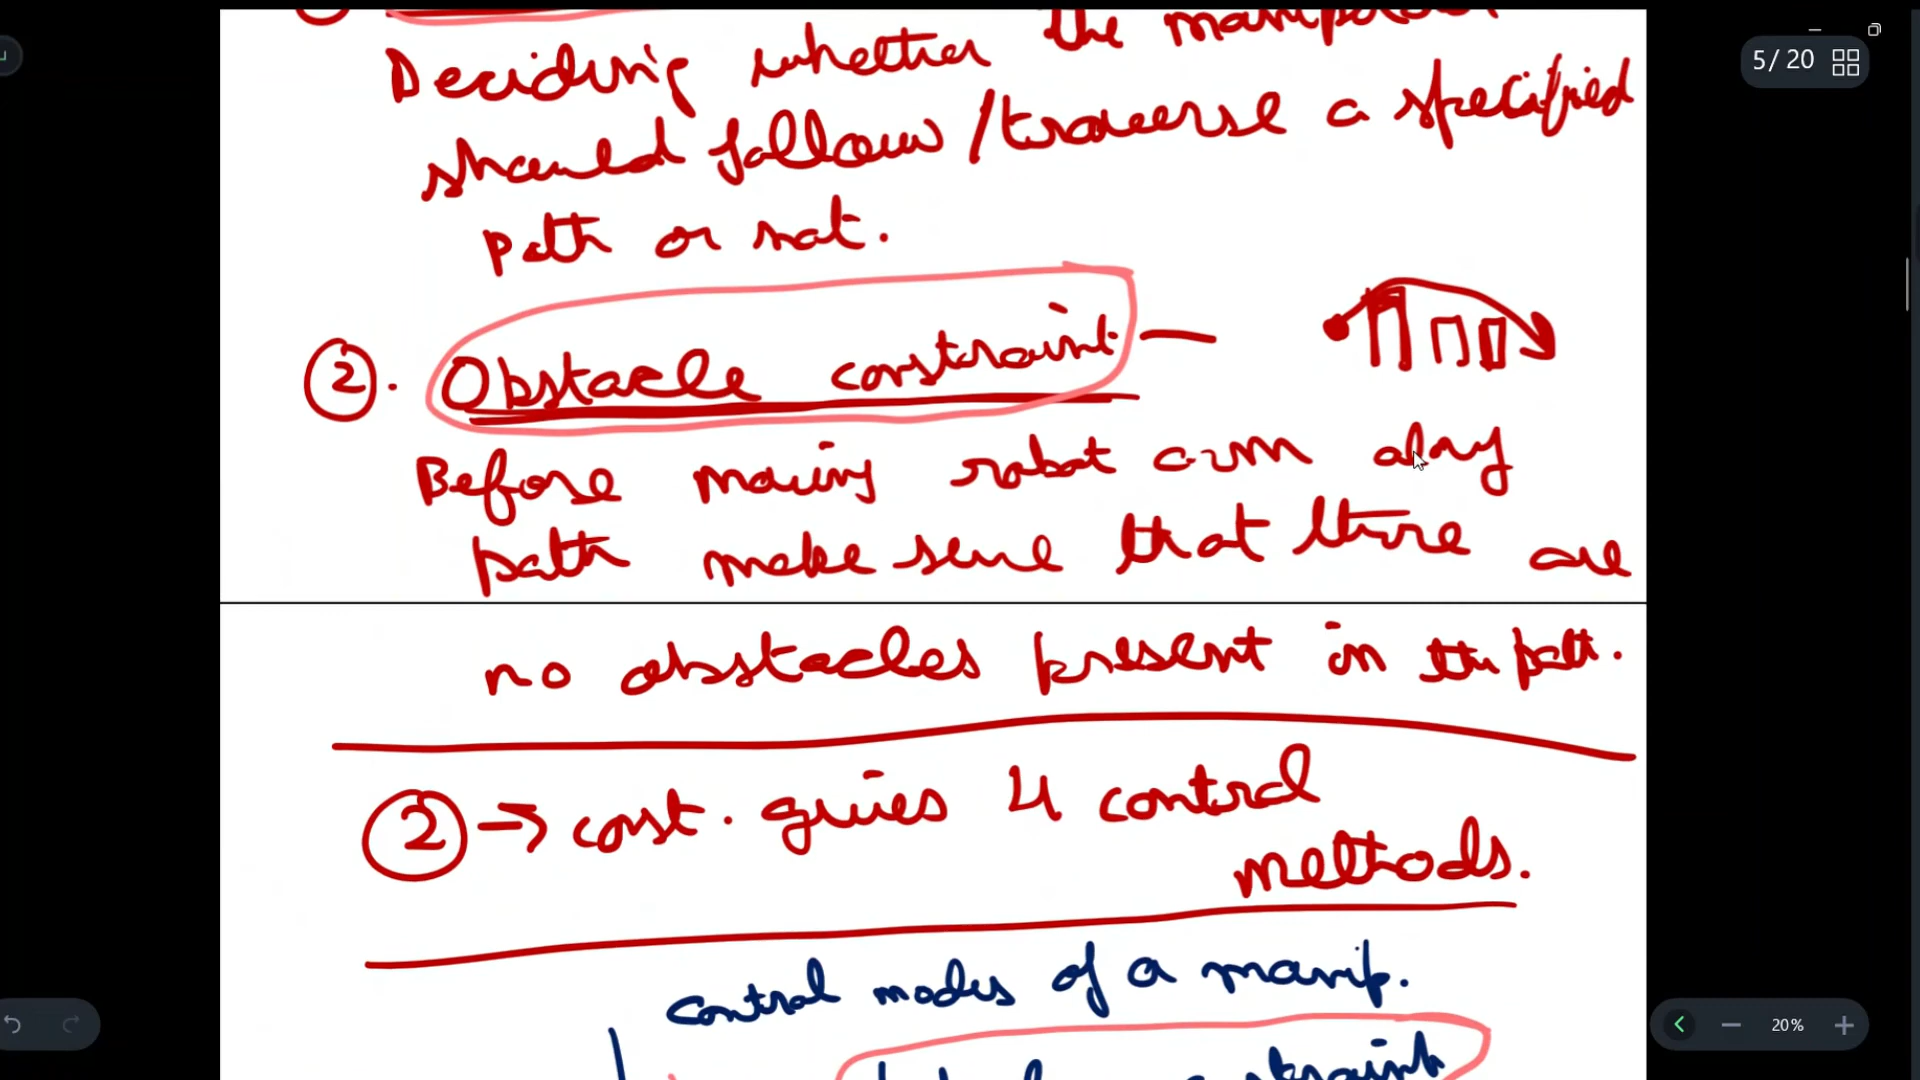 Deciding whether the manipulator
should follow/traverse a specified
path or not.
2. Obstacle constraint —
Before moving robot arm along
path make sure that there are
no obstacles present in the path.
2 → const. gives 4 control
methods.
control modes of a manip.
5/ 20
20%